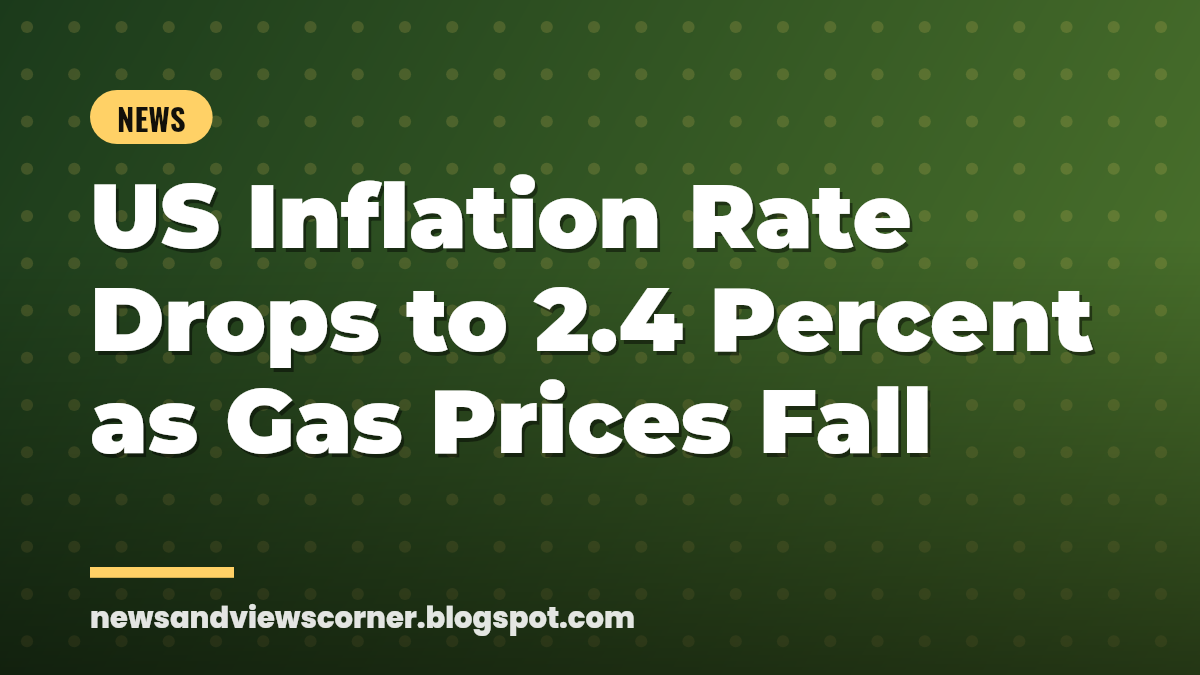 NEWS
US Inflation Rate
Drops to 2.4 Percent
as Gas Prices Fall
newsandviewscorner.blogspot.com